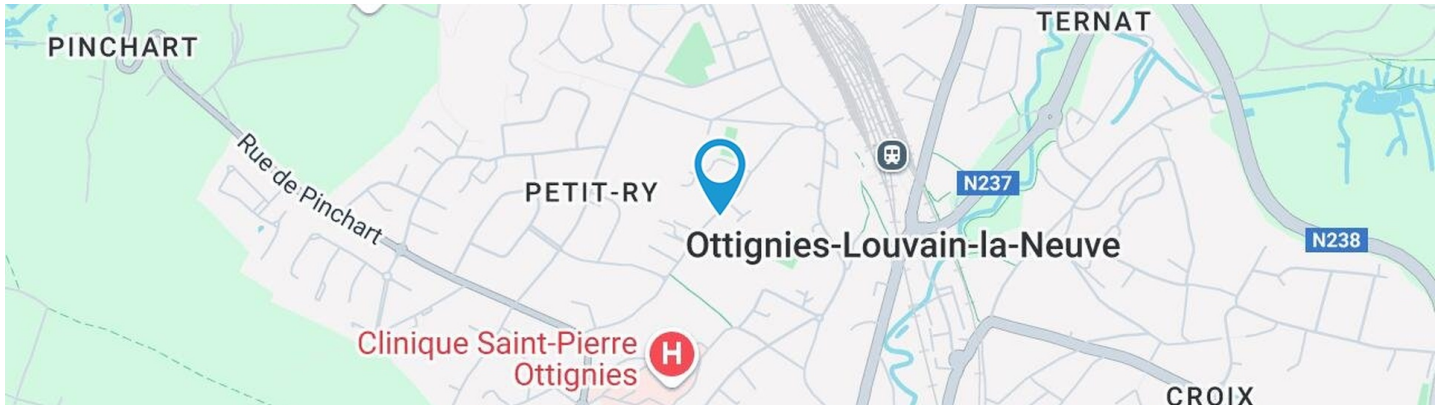 TERNAT
PINCHART
Rue de Pinchart
PETIT-RY
N237
Ottignies-Louvain-la-Neuve
N238
Clinique Saint-Pierre
Ottignies
H
CROIX